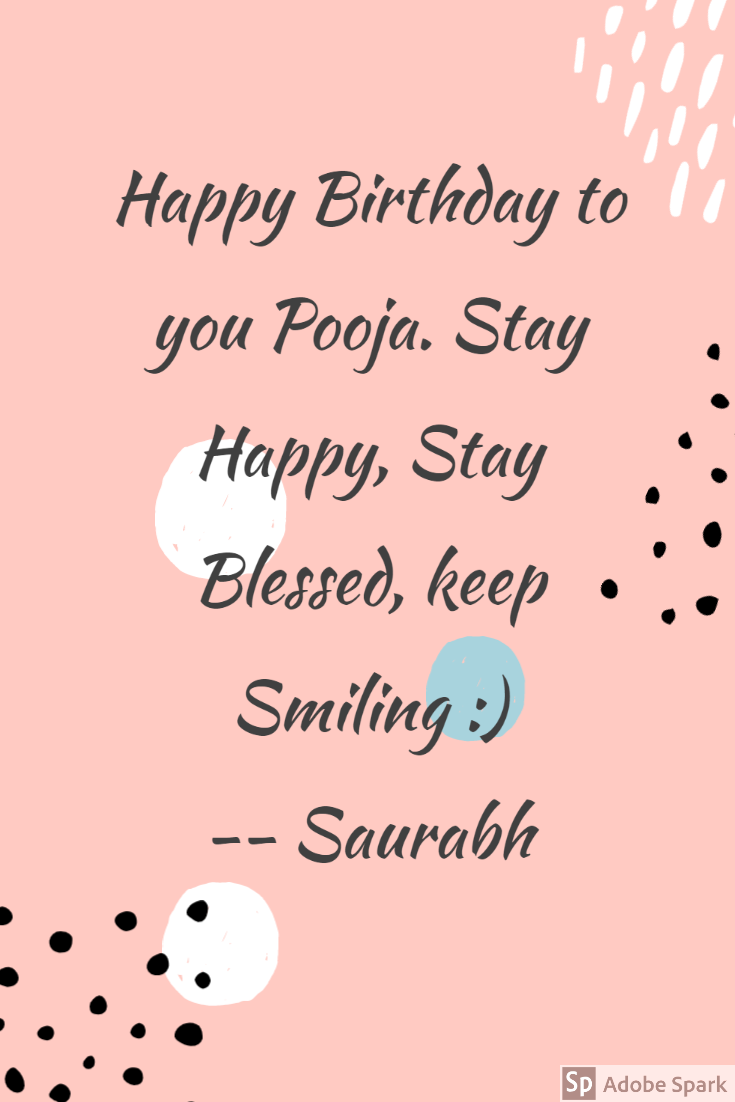 Happy Birthday to
you Pooja. Stay
Happy, Stay
Blessed, keep
Smiling :)
-- Saurabh
Sp Adobe Spark